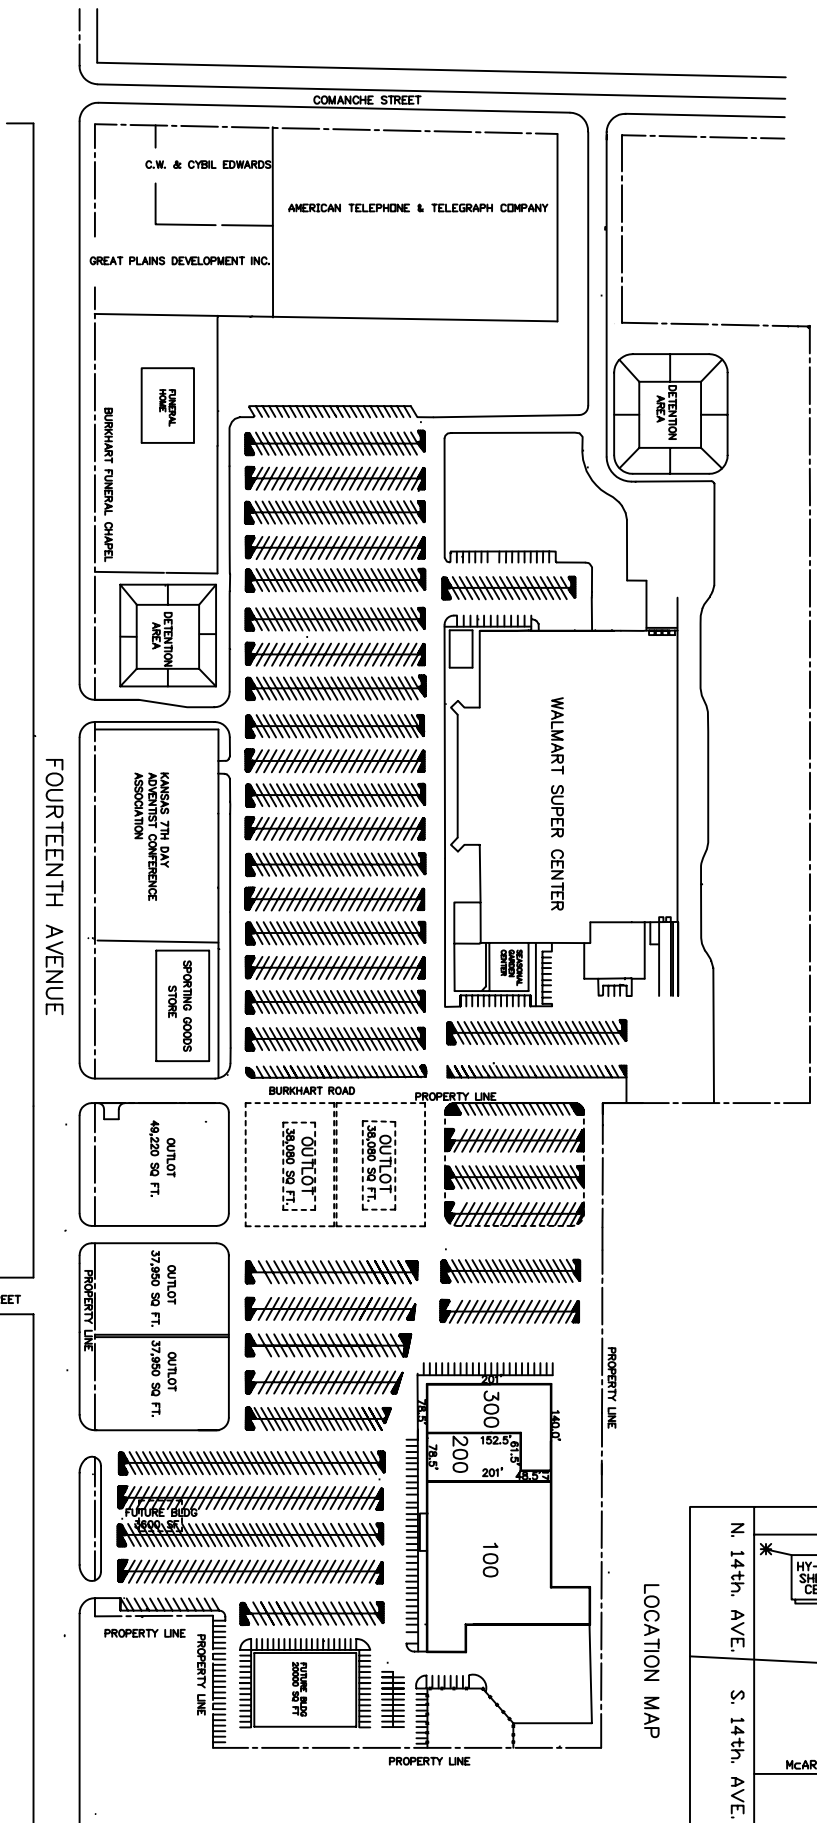 COMANCHE STREET
C.W. & CYBIL EDWARDS
AMERICAN TELEPHONE & TELEGRAPH COMPANY
GREAT PLAINS DEVELOPMENT INC.
FUNERAL
HOME
BURKHART FUNERAL CHAPEL
DETENTION
AREA
DETENTION
AREA
WALMART SUPER CENTER
FOURTEENTH AVENUE
KANSAS 7TH DAY
ADVENTIST CONFERENCE
ASSOCIATION
SPORTING GOODS
STORE
SEASONAL
GARDEN
CENTER
BURKHART ROAD
PROPERTY LINE
OUTLOT
49,220 SQ FT.
OUTLOT
38,080 SQ FT.
OUTLOT
38,080 SQ FT.
OUTLOT
37,950 SQ FT.
OUTLOT
37,950 SQ FT.
PROPERTY LINE
EET
PROPERTY LINE
201'
300
78.5'
140.0'
152.5'
61.5'
200
78.5'
201'
48.5'
100
FUTURE BLDG
3600 SF
PROPERTY LINE
PROPERTY LINE
FUTURE BLDG
20000 SQ FT
PROPERTY LINE
LOCATION MAP
N. 14th. AVE.
S. 14th. AVE.
HY-
SHE
CE
McAR